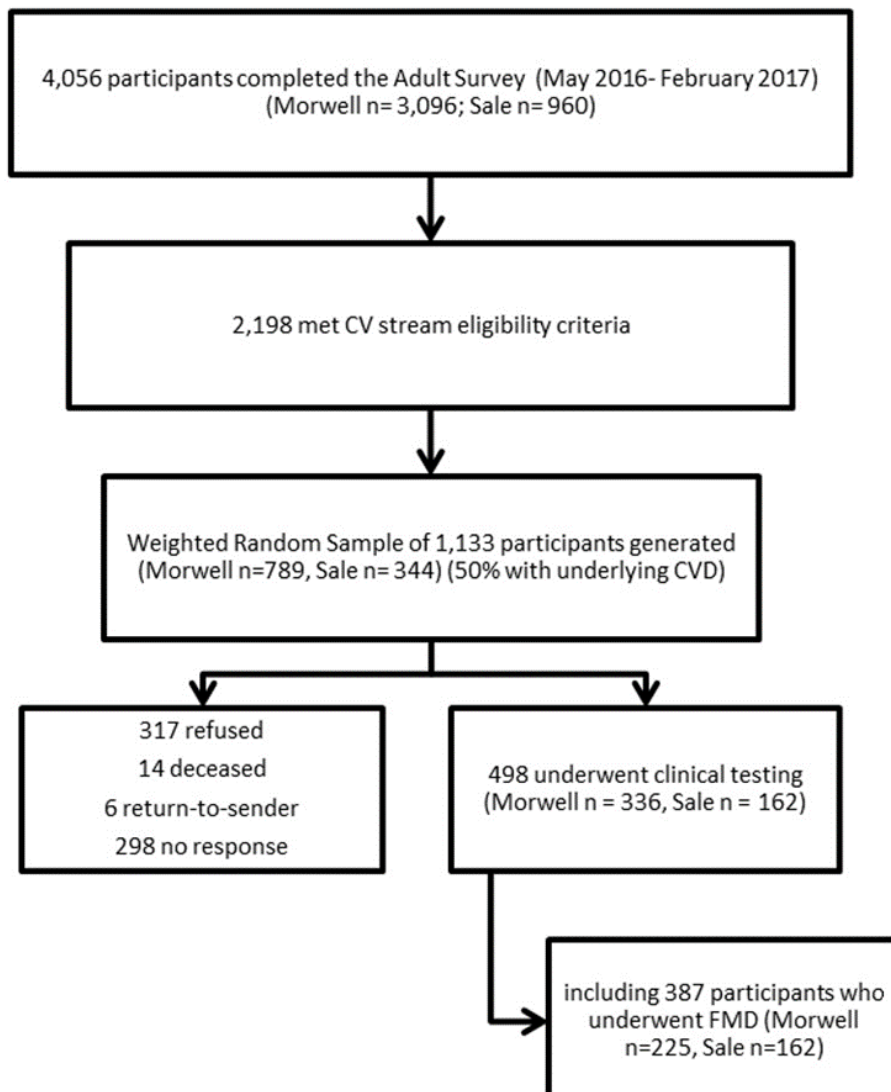 4,056 participants completed the Adult Survey (May 2016- February 2017)
(Morwell n= 3,096; Sale n= 960)
2,198 met CV stream eligibility criteria
Weighted Random Sample of 1,133 participants generated
(Morwell n=789, Sale n= 344) (50% with underlying CVD)
317 refused
14 deceased
6 return-to-sender
298 no response
498 underwent clinical testing
(Morwell n = 336, Sale n = 162)
including 387 participants who
underwent FMD (Morwell
n=225, Sale n=162)